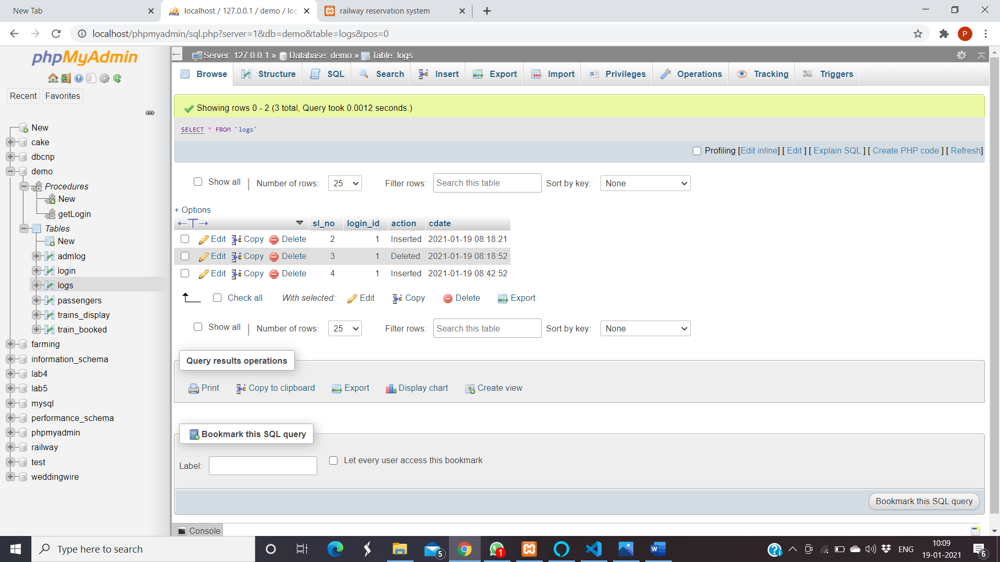 New Tab
localhost / 127.0.0.1 / demo / log
railway reservation system
localhost/phpmyadmin/sql.php?server=1&db=demo&table=logs&pos=0
P
phpMyAdmin
Recent Favorites
New
cake
dbcnp
demo
Procedures
New
getLogin
Tables
New
admlog
login
logs
passengers
trains_display
train_booked
farming
information_schema
lab4
lab5
mysql
performance_schema
phpmyadmin
railway
test
weddingwire
Server: 127.0.0.1 » Database: demo » Table: logs
Browse Structure SQL Search Insert Export Import Privileges Operations Tracking Triggers
Showing rows 0 - 2 (3 total, Query took 0.0012 seconds.)
SELECT * FROM `logs`
Profiling [Edit inline] [ Edit ] [ Explain SQL ] [ Create PHP code ] [ Refresh]
Show all | Number of rows: 25 Filter rows: Search this table Sort by key: None
+ Options
←T→ sl_no login_id action cdate
Edit Copy Delete 2 1 Inserted 2021-01-19 08:18:21
Edit Copy Delete 3 1 Deleted 2021-01-19 08:18:52
Edit Copy Delete 4 1 Inserted 2021-01-19 08:42:52
Check all With selected: Edit Copy Delete Export
Show all | Number of rows: 25 Filter rows: Search this table Sort by key: None
Query results operations
Print Copy to clipboard Export Display chart Create view
Bookmark this SQL query
Label: Let every user access this bookmark
Bookmark this SQL query
Console
Type here to search
5
1
ENG
10:09
19-01-2021
6